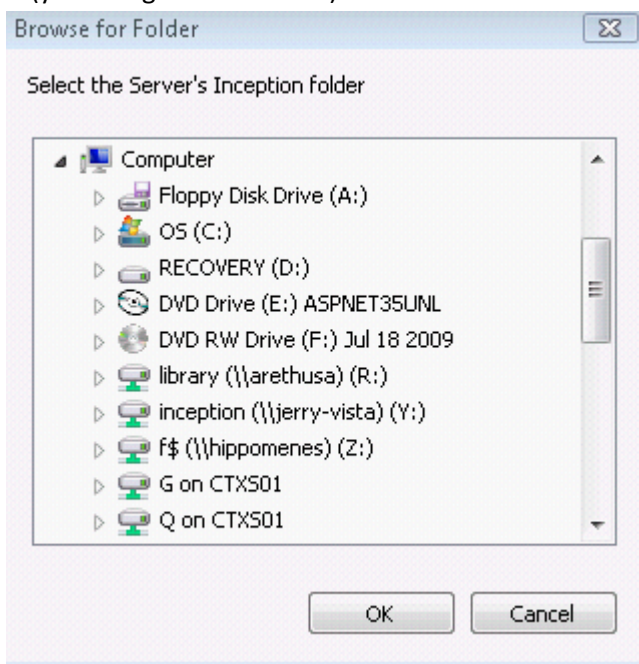 Browse for Folder
Select the Server's Inception folder
Computer
Floppy Disk Drive (A:)
OS (C:)
RECOVERY (D:)
DVD Drive (E:) ASPNET35UNL
DVD RW Drive (F:) Jul 18 2009
library (\\arethusa) (R:)
inception (\\jerry-vista) (Y:)
f$ (\\hippomenes) (Z:)
G on CTXS01
Q on CTXS01
OK Cancel